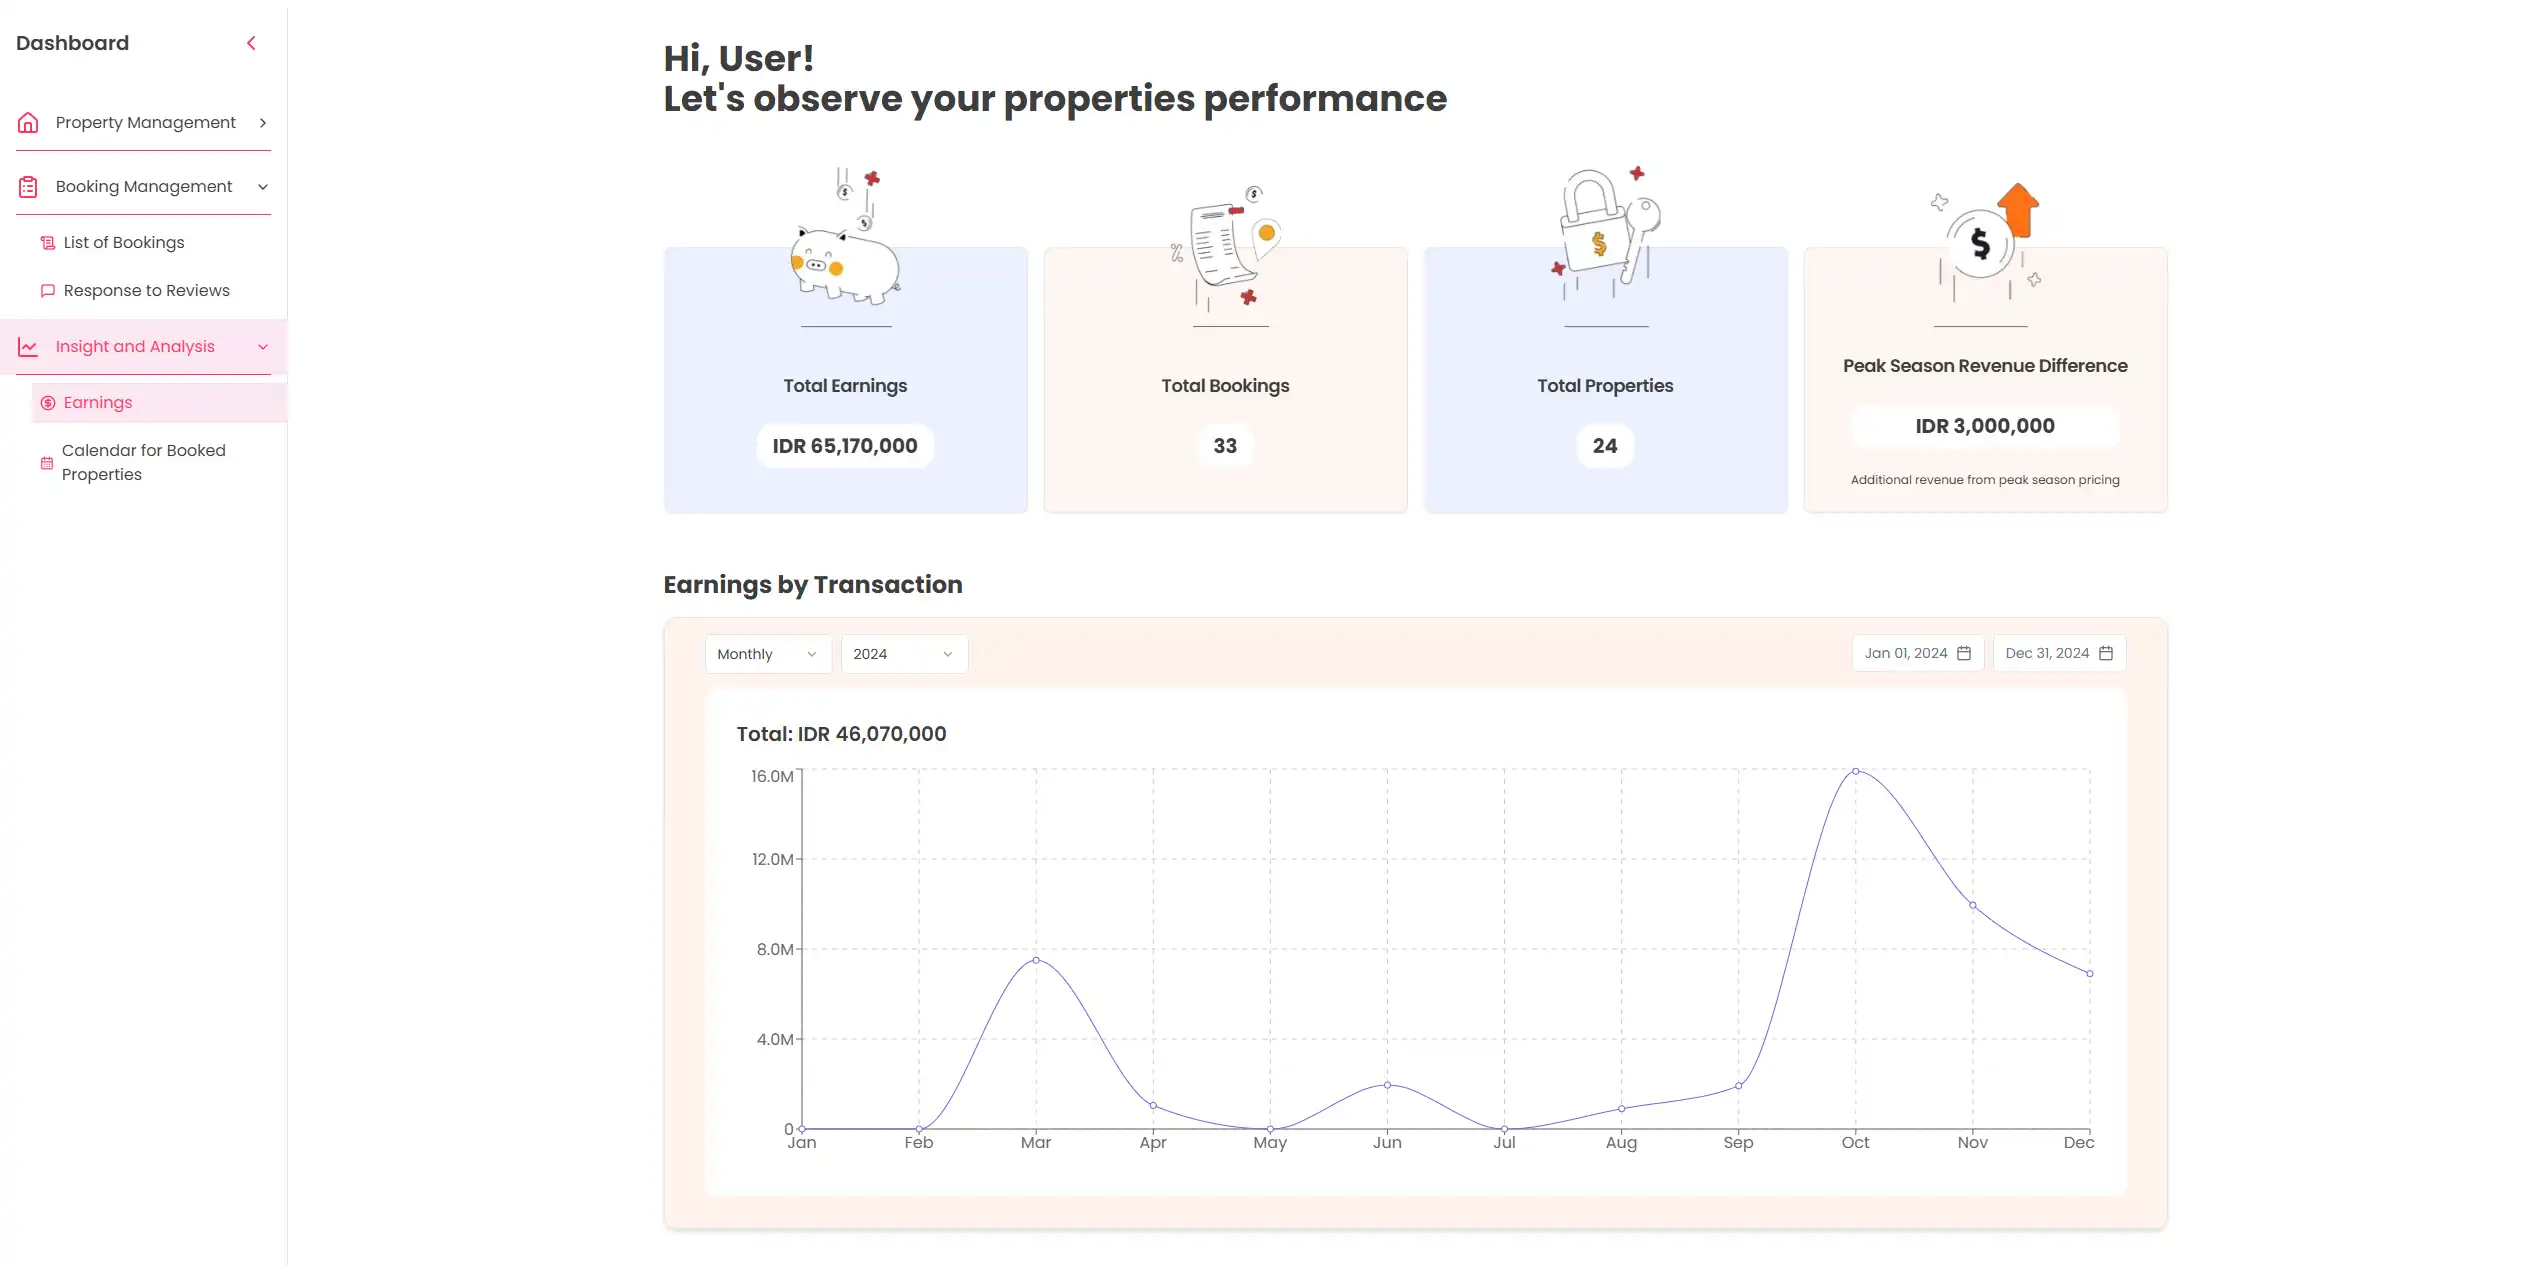 Dashboard
Property Management
Booking Management
List of Bookings
Response to Reviews
Insight and Analysis
Earnings
Calendar for Booked
Properties
Hi, User!
Let's observe your properties performance
Total Earnings
IDR 65,170,000
Total Bookings
33
Total Properties
24
Peak Season Revenue Difference
IDR 3,000,000
Additional revenue from peak season pricing
Earnings by Transaction
Monthly
2024
Jan 01, 2024
Dec 31, 2024
Total: IDR 46,070,000
16.0M
12.0M
8.0M
4.0M
0
Jan Feb Mar Apr May Jun Jul Aug Sep Oct Nov Dec